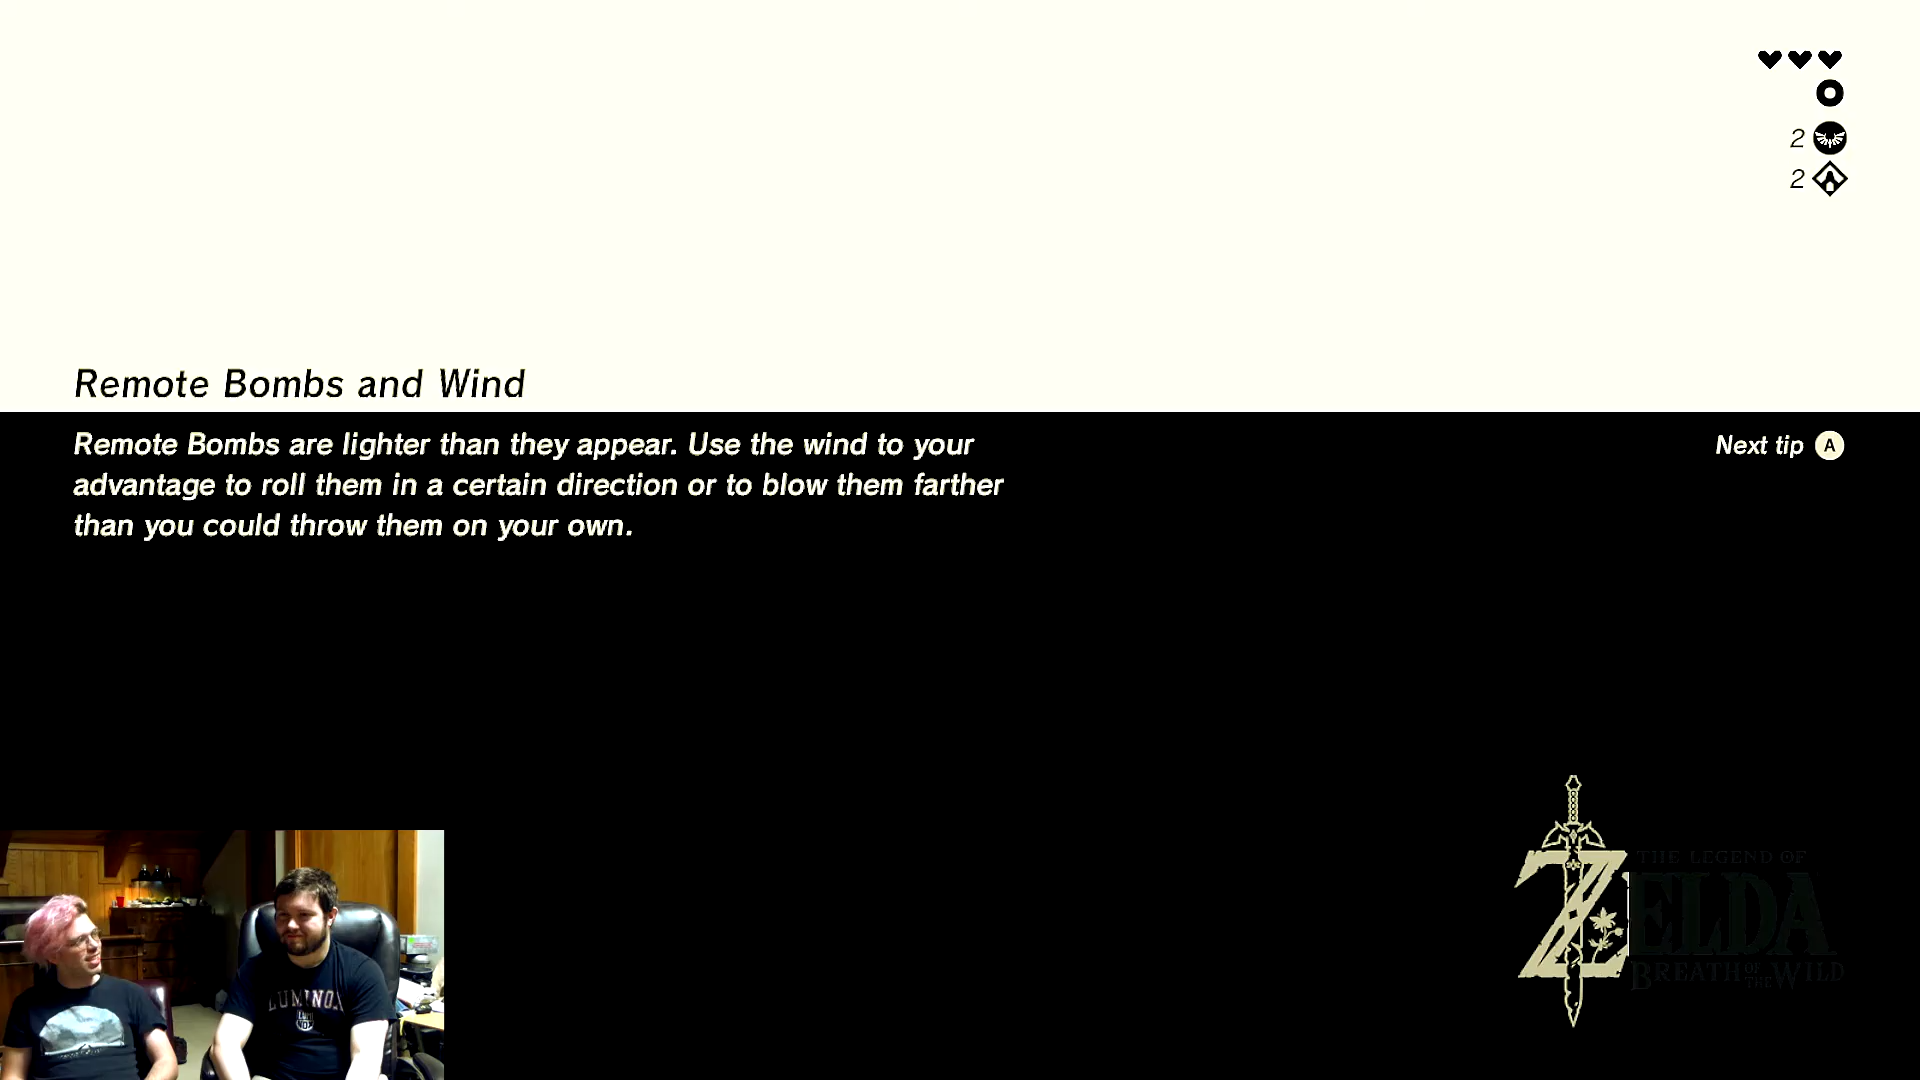 2
2
Remote Bombs and Wind
Remote Bombs are lighter than they appear. Use the wind to your
advantage to roll them in a certain direction or to blow them farther
than you could throw them on your own.
Next tip A
THE LEGEND OF
ZELDA
BREATH OF THE WILD
LUMINOX